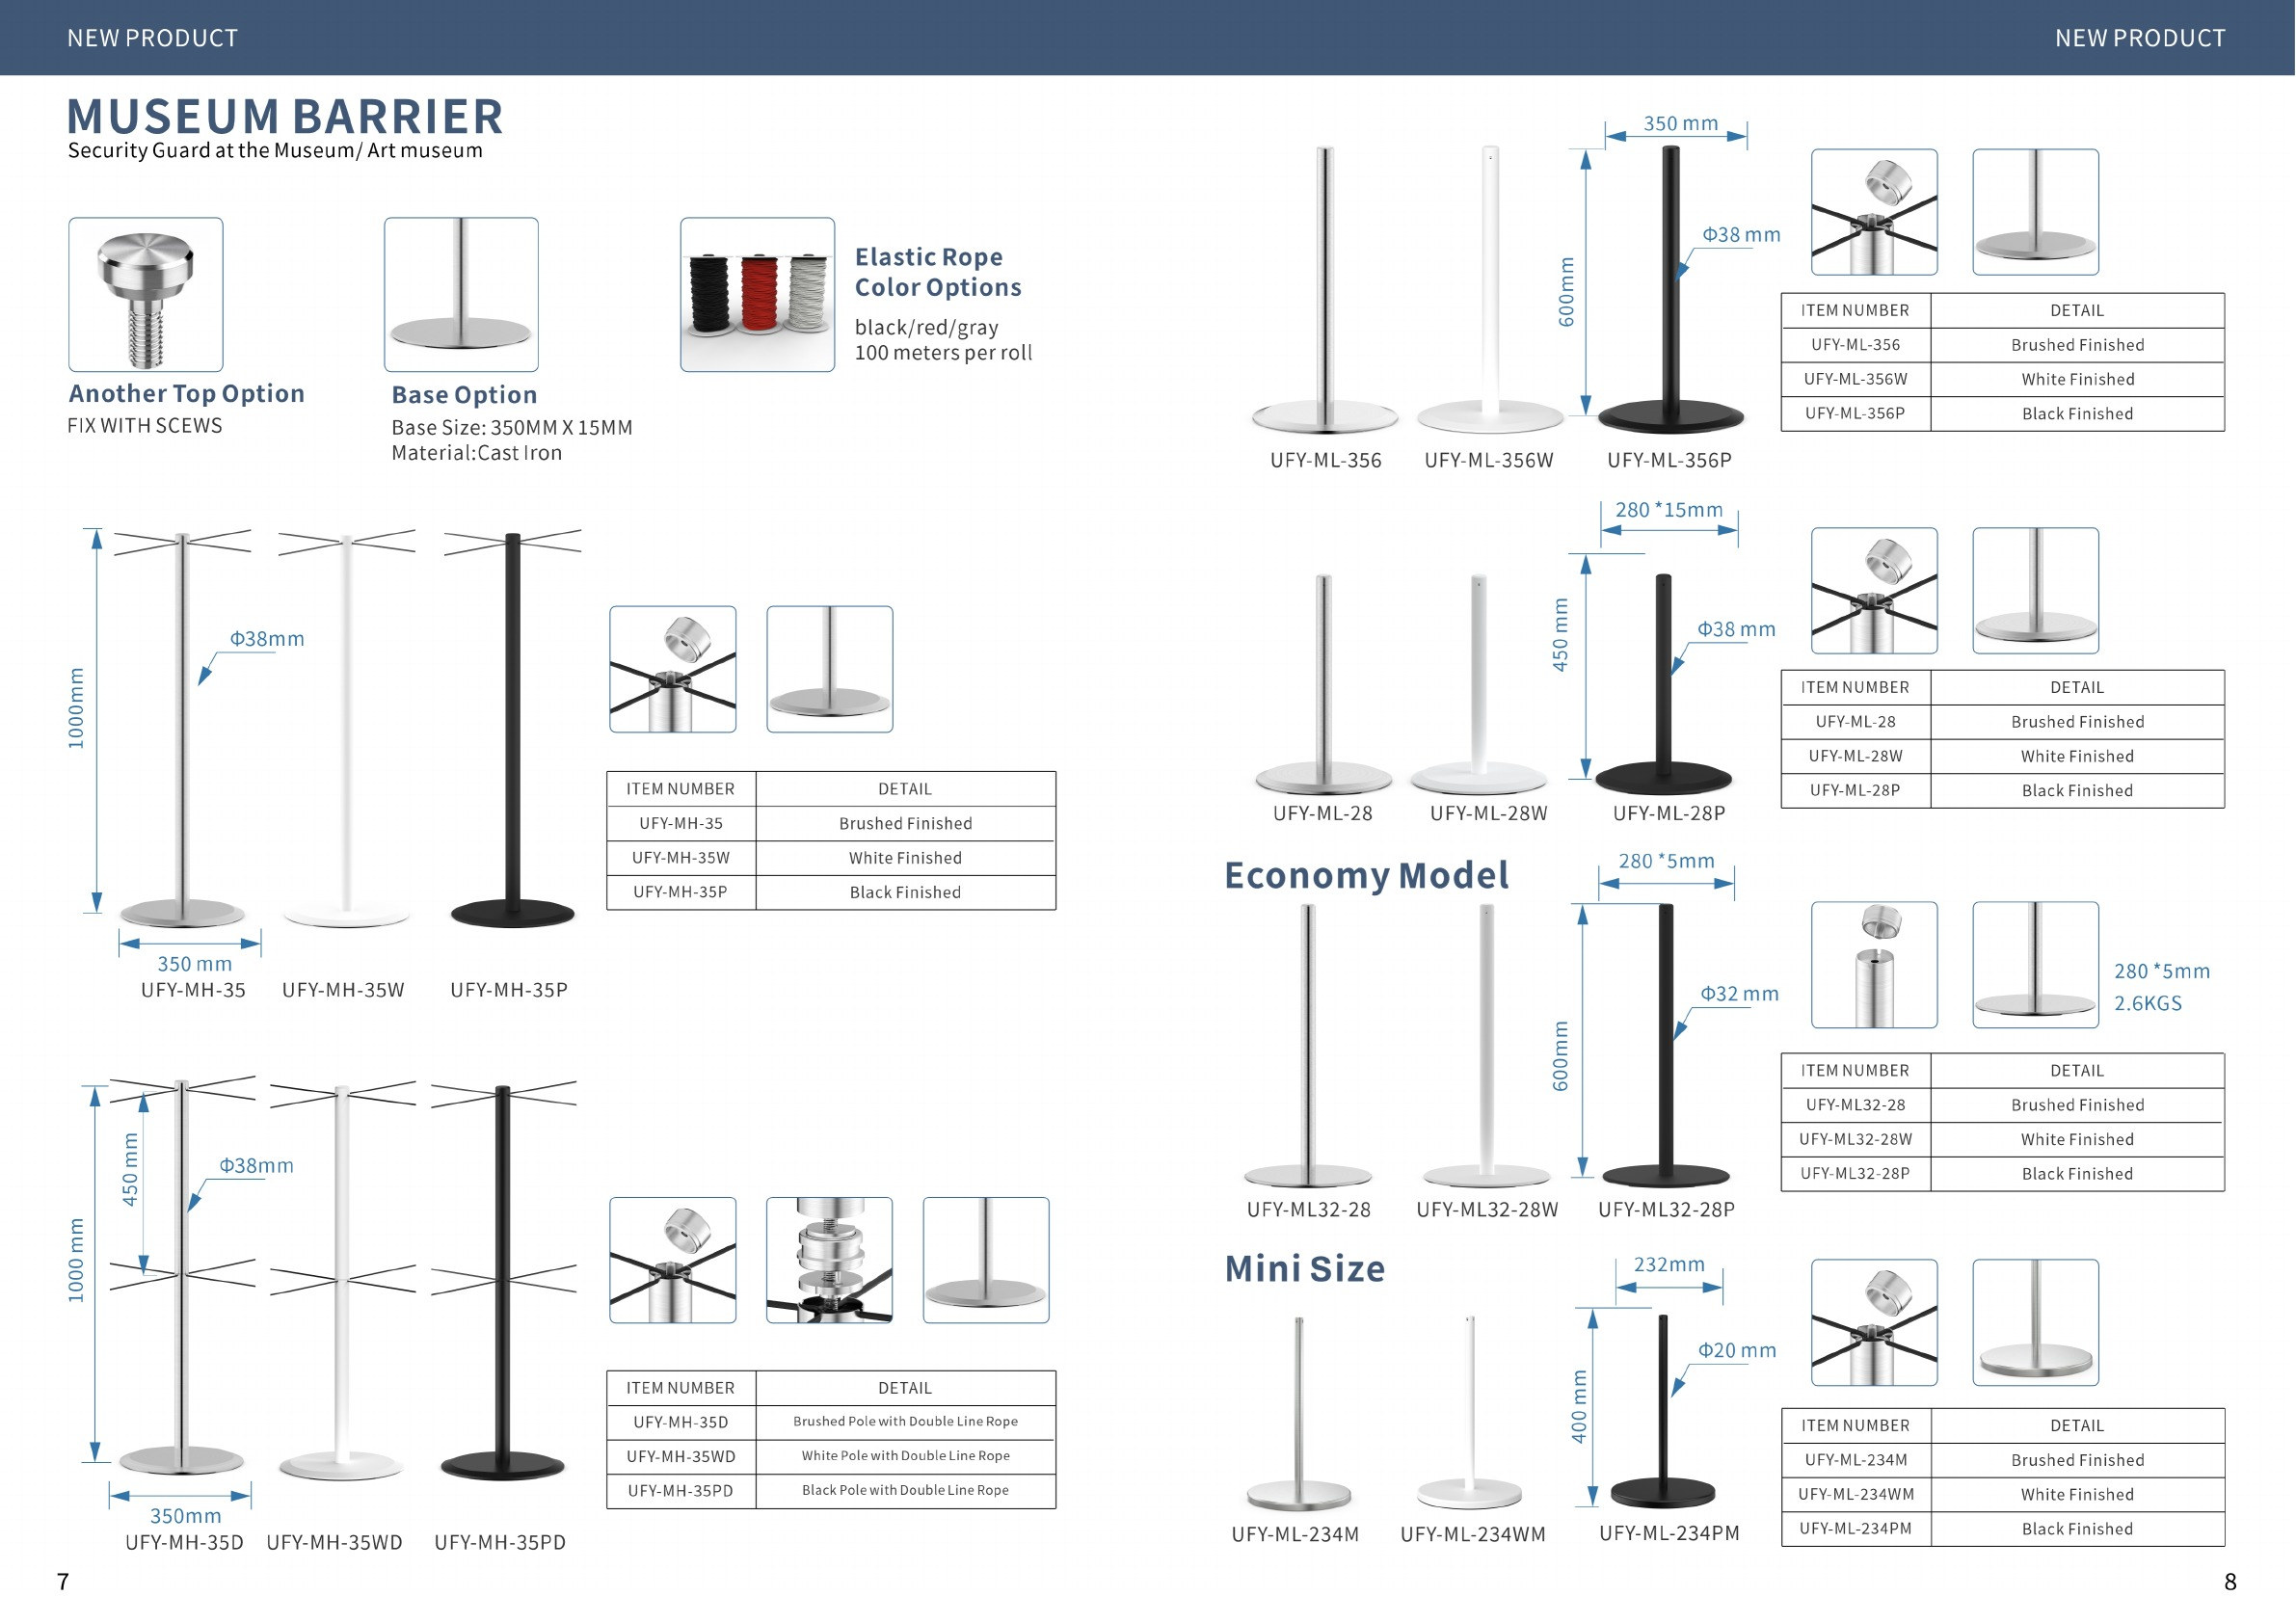 NEW PRODUCT
NEW PRODUCT
MUSEUM BARRIER
Security Guard at the Museum/ Art museum
Another Top Option
FIX WITH SCEWS
Base Option
Base Size: 350MM X 15MM
Material:Cast Iron
Elastic Rope
Color Options
black/red/gray
100 meters per roll
1000mm
Φ38mm
350 mm
UFY-MH-35
UFY-MH-35W
UFY-MH-35P
ITEM NUMBER DETAIL
UFY-MH-35 Brushed Finished
UFY-MH-35W White Finished
UFY-MH-35P Black Finished
1000 mm
450 mm
Φ38mm
350mm
UFY-MH-35D
UFY-MH-35WD
UFY-MH-35PD
ITEM NUMBER DETAIL
UFY-MH-35D Brushed Pole with Double Line Rope
UFY-MH-35WD White Pole with Double Line Rope
UFY-MH-35PD Black Pole with Double Line Rope
7
350 mm
600mm
Φ38 mm
UFY-ML-356
UFY-ML-356W
UFY-ML-356P
ITEM NUMBER DETAIL
UFY-ML-356 Brushed Finished
UFY-ML-356W White Finished
UFY-ML-356P Black Finished
280 *15mm
450 mm
Φ38 mm
UFY-ML-28
UFY-ML-28W
UFY-ML-28P
ITEM NUMBER DETAIL
UFY-ML-28 Brushed Finished
UFY-ML-28W White Finished
UFY-ML-28P Black Finished
Economy Model
280 *5mm
600mm
Φ32 mm
280 *5mm
2.6KGS
UFY-ML32-28
UFY-ML32-28W
UFY-ML32-28P
ITEM NUMBER DETAIL
UFY-ML32-28 Brushed Finished
UFY-ML32-28W White Finished
UFY-ML32-28P Black Finished
Mini Size
232mm
400 mm
Φ20 mm
UFY-ML-234M
UFY-ML-234WM
UFY-ML-234PM
ITEM NUMBER DETAIL
UFY-ML-234M Brushed Finished
UFY-ML-234WM White Finished
UFY-ML-234PM Black Finished
8